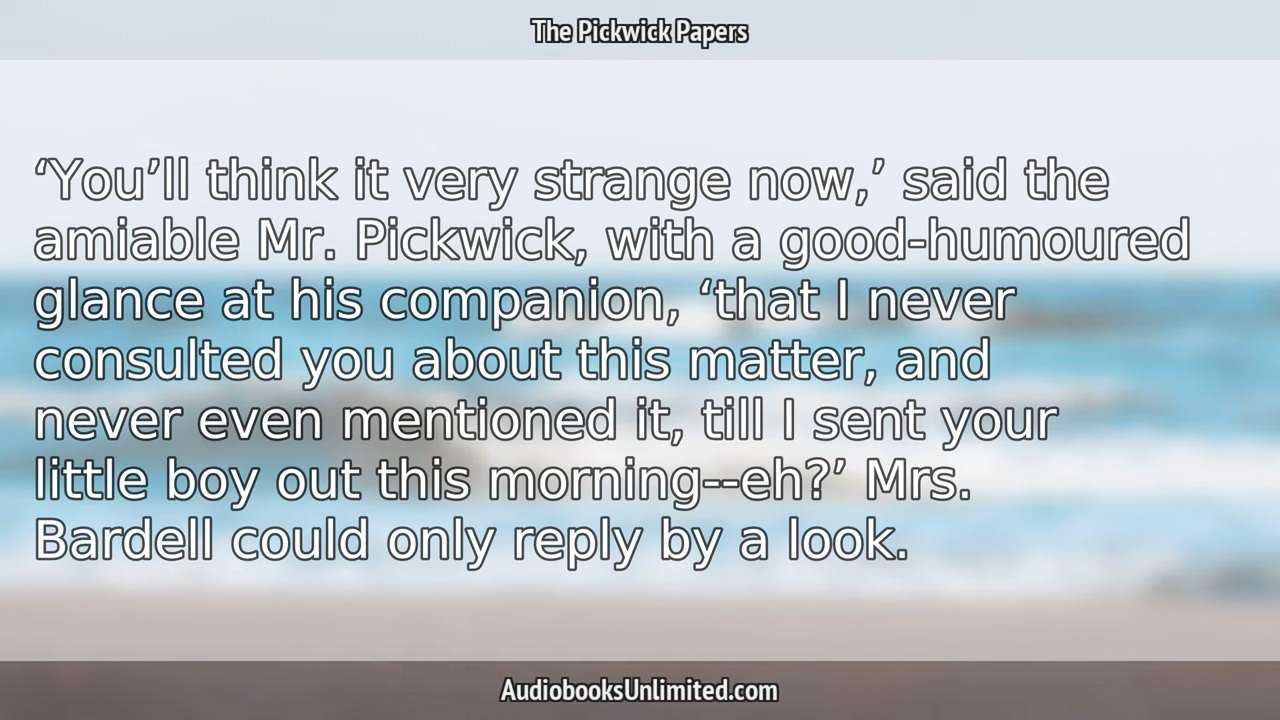 The Pickwick Papers
‘You’ll think it very strange now,’ said the
amiable Mr. Pickwick, with a good-humoured
glance at his companion, ‘that I never
consulted you about this matter, and
never even mentioned it, till I sent your
little boy out this morning--eh?’ Mrs.
Bardell could only reply by a look.
AudiobooksUnlimited.com